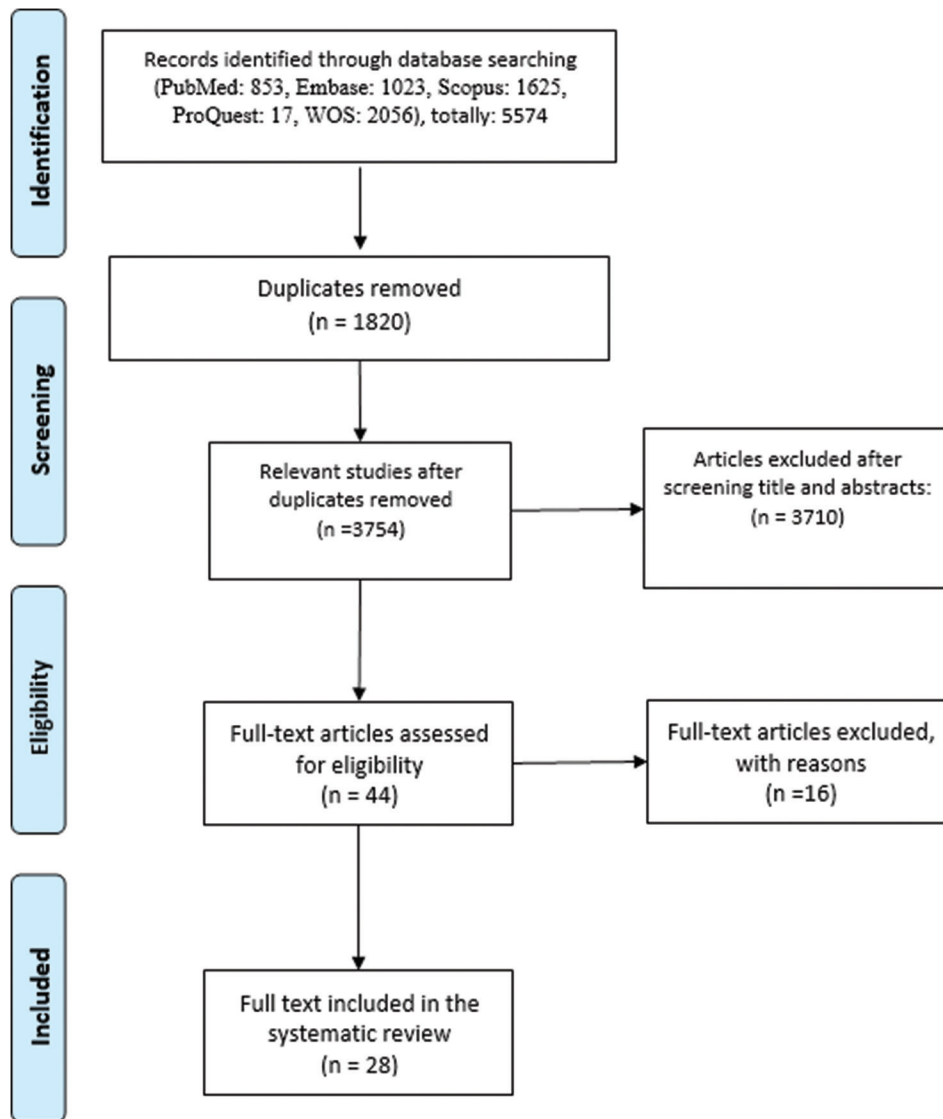 Identification
Records identified through database searching
(PubMed: 853, Embase: 1023, Scopus: 1625,
ProQuest: 17, WOS: 2056), totally: 5574
Duplicates removed
(n = 1820)
Screening
Relevant studies after
duplicates removed
(n =3754)
Articles excluded after
screening title and abstracts:
(n = 3710)
Eligibility
Full-text articles assessed
for eligibility
(n = 44)
Full-text articles excluded,
with reasons
(n =16)
Included
Full text included in the
systematic review
(n = 28)